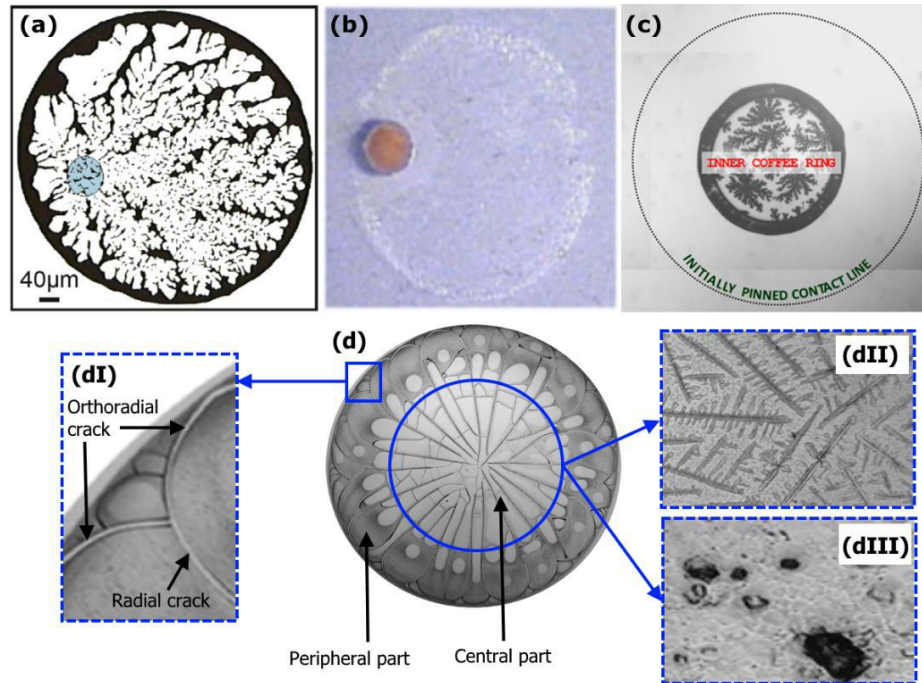 (a)
(b)
(c)
40μm
INNER COFFEE RING
INITIALLY PINNED CONTACT LINE
(dI)
Orthoradial
crack
Radial crack
(d)
Peripheral part
Central part
(dII)
(dIII)